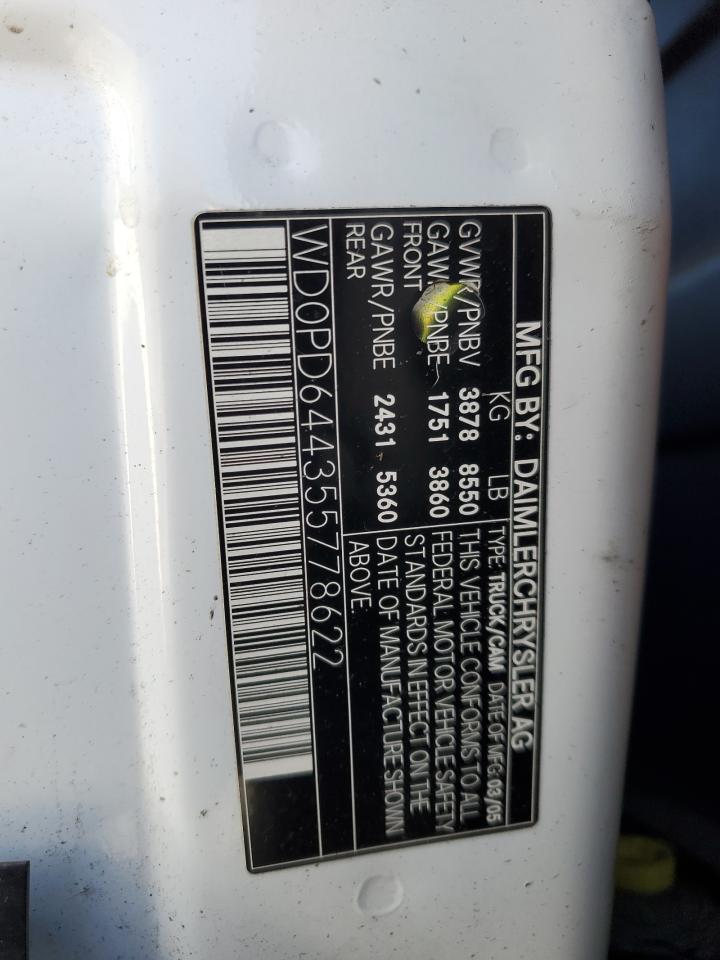 MFG BY: DAIMLERCHRYSLER AG
TYPE: TRUCK/CAM DATE OF MFG: 03/05
KG LB
GVWR/PNBV 3878 8550
GAWR/PNBE 1751 3860
FRONT
GAWR/PNBE 2431 5360
REAR
THIS VEHICLE CONFORMS TO ALL
FEDERAL MOTOR VEHICLE SAFETY
STANDARDS IN EFFECT ON THE
DATE OF MANUFACTURE SHOWN
ABOVE:
WD0PD644355778622